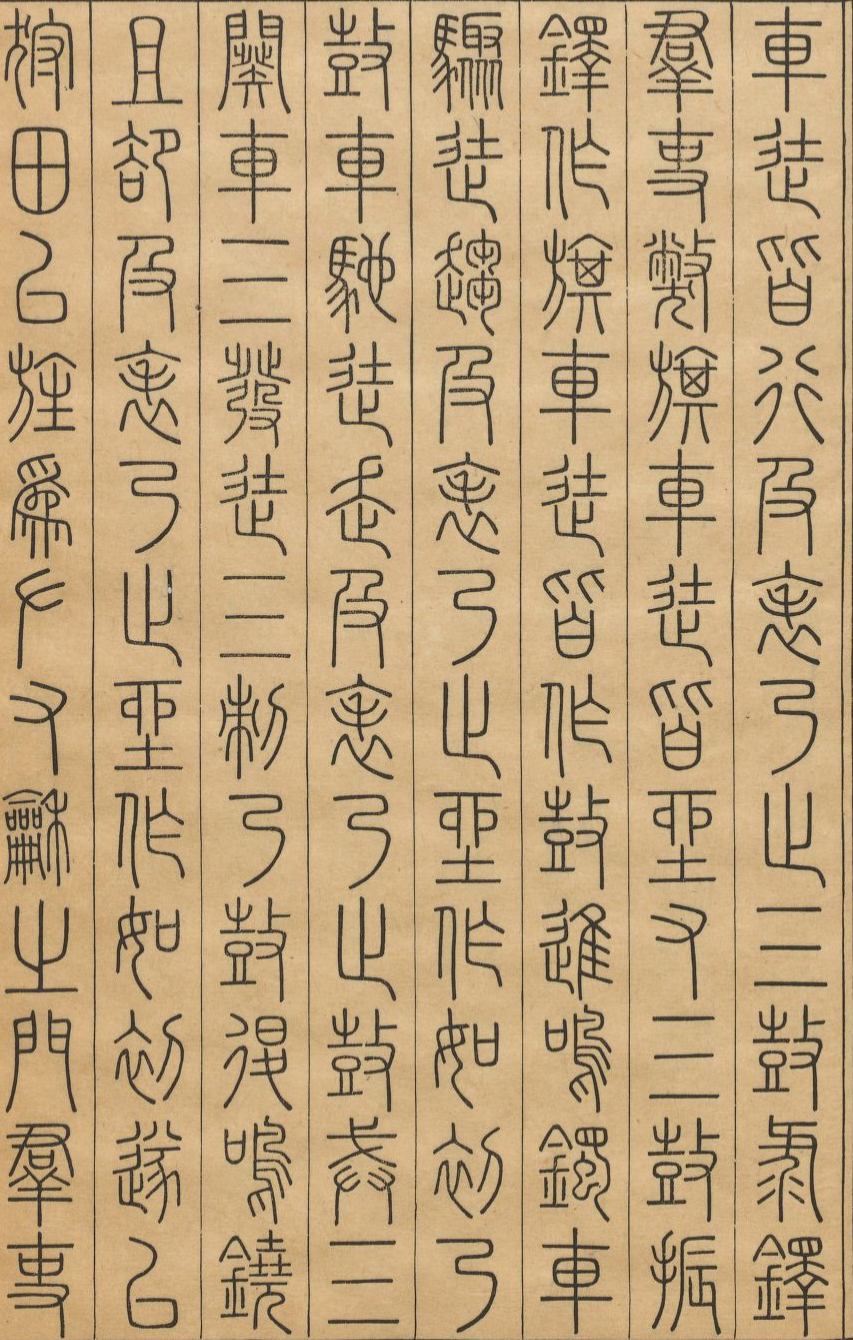 車徒皆行及表乃止三鼓摝鐸
羣吏弊旗車徒皆坐又三鼓振
鐸作旗車徒皆作鼓進鳴鐲車
驟徒趨及表乃止坐作如初乃
鼓車馳徒走及表乃止鼓戒三
闋車三發徒三刺乃鼓退鳴鐃
且卻及表乃止坐作如初遂以
狩田以旌爲左右和之門羣吏